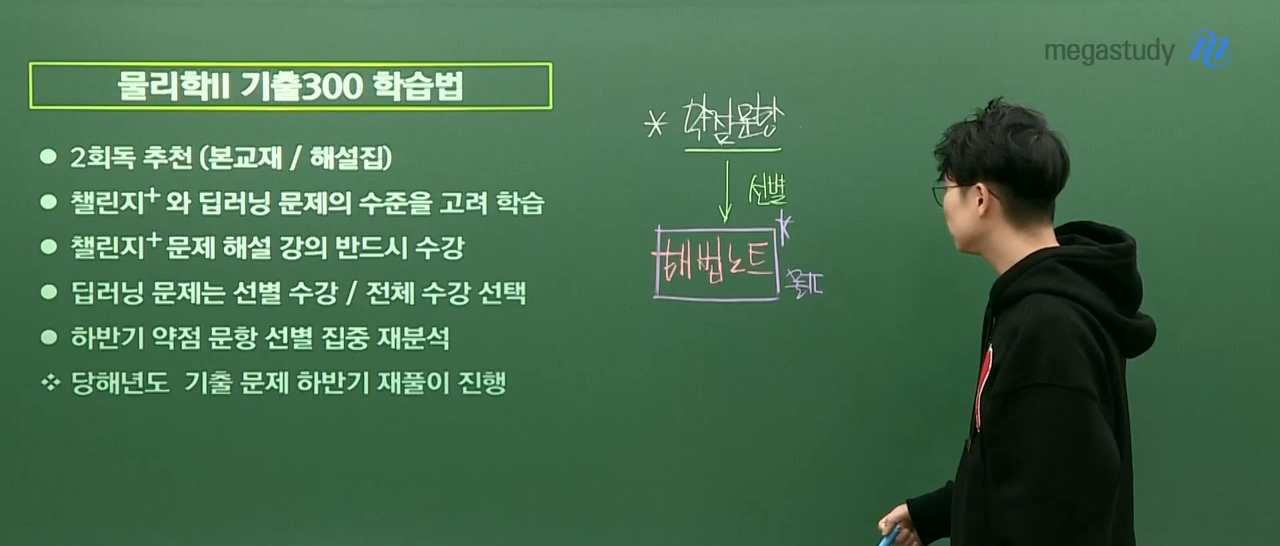 megastudy
물리학II 기출300 학습법
● 2회독 추천 (본교재 / 해설집)
● 챌린지+ 와 딥러닝 문제의 수준을 고려 학습
● 챌린지+ 문제 해설 강의 반드시 수강
● 딥러닝 문제는 선별 수강 / 전체 수강 선택
● 하반기 약점 문항 선별 집중 재분석
❖ 당해년도 기출 문제 하반기 재풀이 진행
* 약점문항
선별
*
해법노트
물II